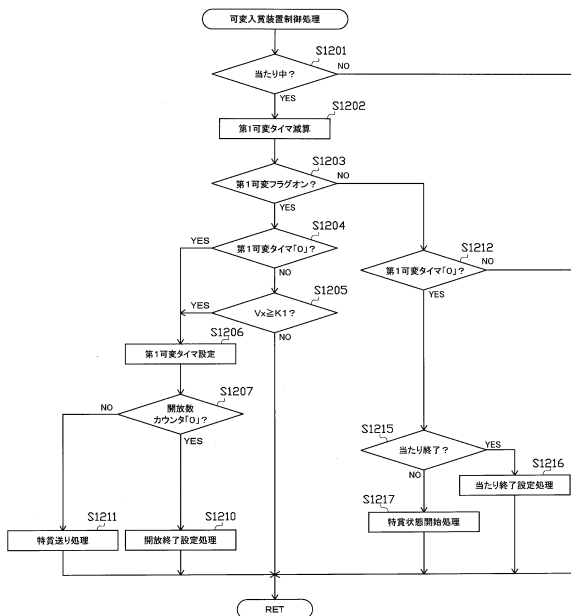 可変入賞装置制御処理
S1201
当たり中？
NO
YES
S1202
第1可変タイマ減算
S1203
第1可変フラグオン？
NO
YES
S1204
YES
第1可変タイマ「0」？
NO
S1212
第1可変タイマ「0」？
NO
YES
S1205
YES
Vx≧K1？
NO
S1206
第1可変タイマ設定
S1207
NO
開放数
カウンタ「0」？
YES
S1215
当たり終了？
YES
NO
S1216
当たり終了設定処理
S1217
特賞状態開始処理
S1211
特賞送り処理
S1210
開放終了設定処理
RET